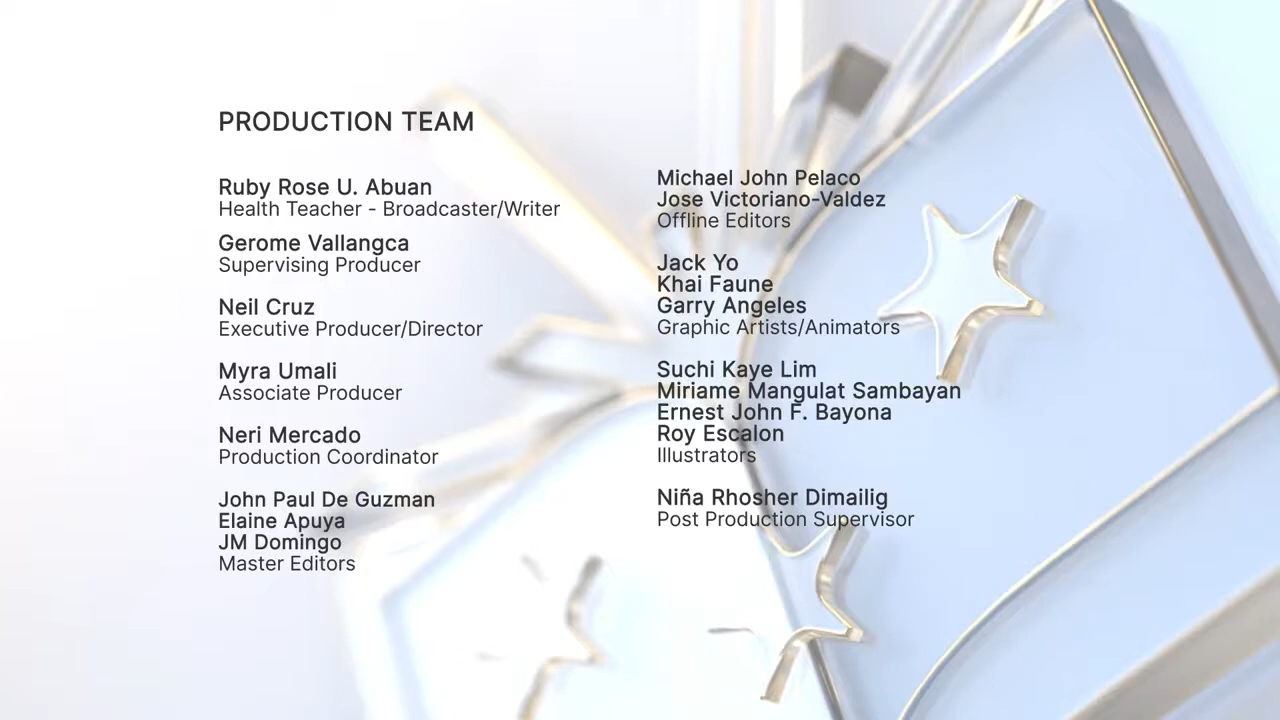 PRODUCTION TEAM
Ruby Rose U. Abuan
Health Teacher - Broadcaster/Writer
Gerome Vallangca
Supervising Producer
Neil Cruz
Executive Producer/Director
Myra Umali
Associate Producer
Neri Mercado
Production Coordinator
John Paul De Guzman
Elaine Apuya
JM Domingo
Master Editors
Michael John Pelaco
Jose Victoriano-Valdez
Offline Editors
Jack Yo
Khai Faune
Garry Angeles
Graphic Artists/Animators
Suchi Kaye Lim
Miriame Mangulat Sambayan
Ernest John F. Bayona
Roy Escalon
Illustrators
Niña Rhosher Dimailig
Post Production Supervisor